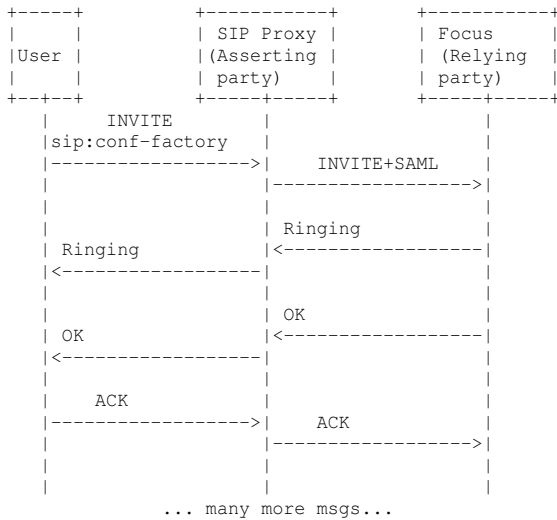 SIP Proxy Focus
User (Asserting (Relying
party) party)
INVITE
sip:conf-factory
INVITE+SAML
Ringing
Ringing
OK
OK
ACK
ACK
... many more msgs...